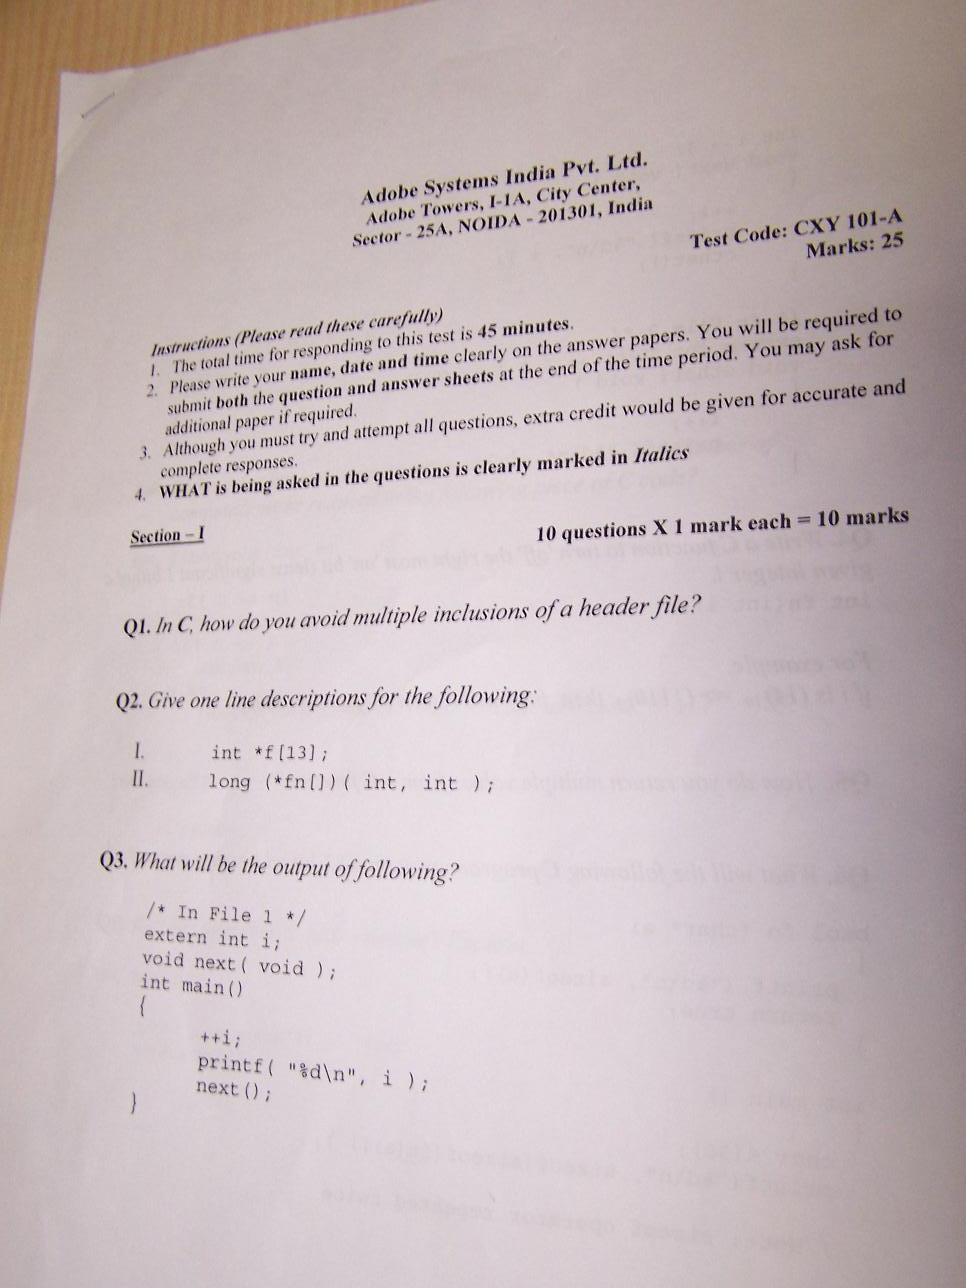 Adobe Systems India Pvt. Ltd.
Adobe Towers, I-1A, City Center,
Sector - 25A, NOIDA - 201301, India
Test Code: CXY 101-A
Marks: 25
Instructions (Please read these carefully)
1. The total time for responding to this test is 45 minutes.
2. Please write your name, date and time clearly on the answer papers. You will be required to
submit both the question and answer sheets at the end of the time period. You may ask for
additional paper if required.
3. Although you must try and attempt all questions, extra credit would be given for accurate and
complete responses.
4. WHAT is being asked in the questions is clearly marked in Italics
Section – I
10 questions X 1 mark each = 10 marks
Q1. In C, how do you avoid multiple inclusions of a header file?
Q2. Give one line descriptions for the following:
I. int *f[13];
II. long (*fn[])( int, int );
Q3. What will be the output of following?
/* In File 1 */
extern int i;
void next( void );
int main()
{
++i;
printf( "%d\n", i );
next();
}